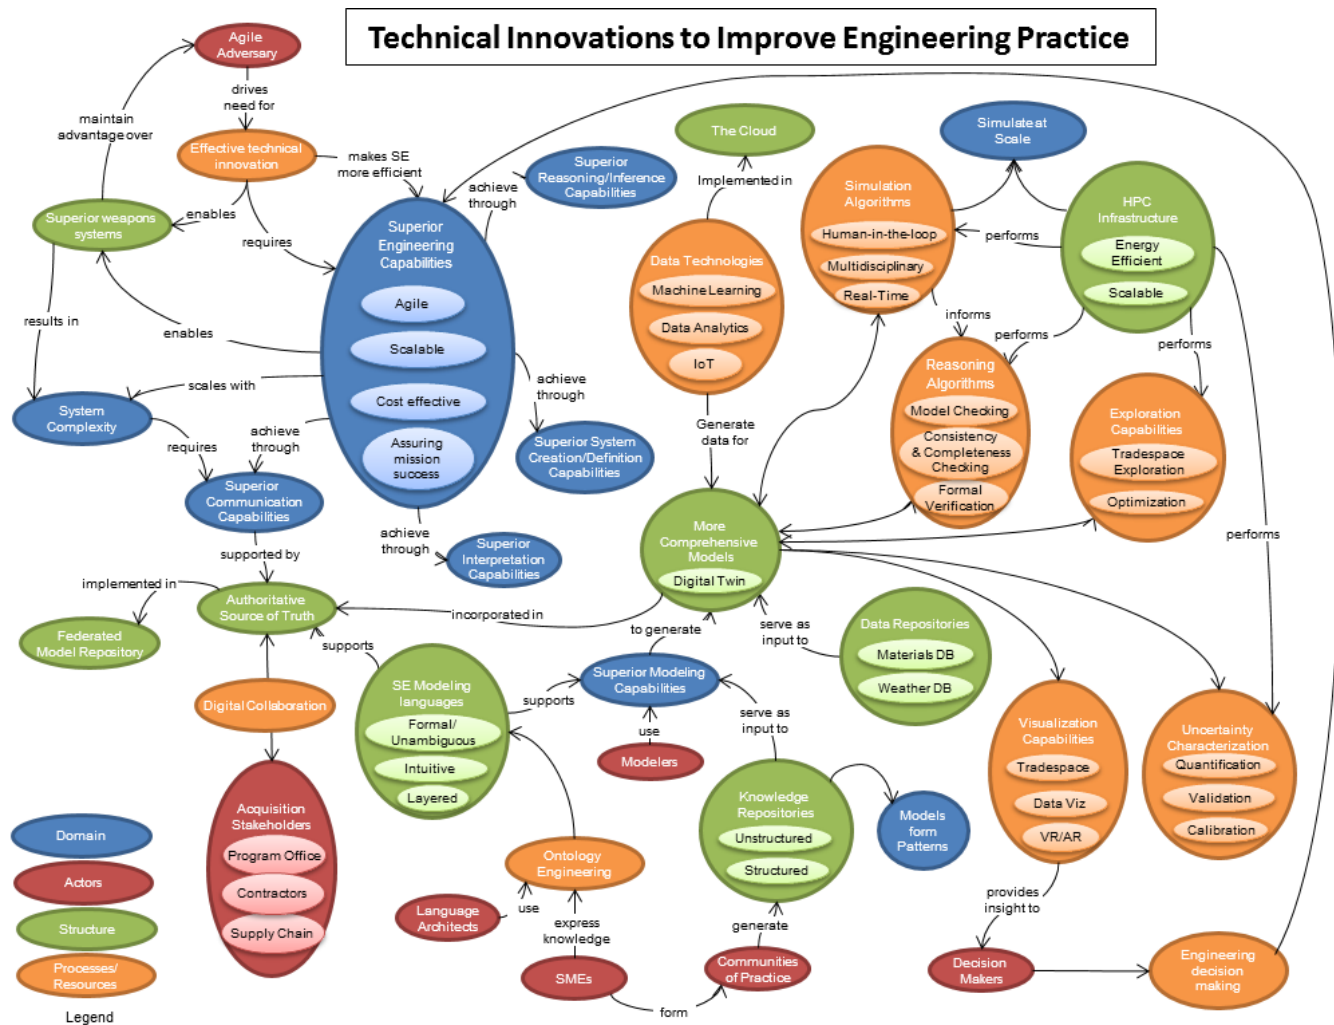 Technical Innovations to Improve Engineering Practice
Agile
Adversary
drives
need for
maintain
advantage over
Effective technical
innovation
makes SE
more efficient
enables
requires
Superior weapons
systems
results in
enables
scales with
System
Complexity
requires
achieve
through
Superior
Engineering
Capabilities
Agile
Scalable
Cost effective
Assuring
mission
success
achieve
through
Superior
Reasoning/Inference
Capabilities
achieve
through
Superior System
Creation/Definition
Capabilities
achieve
through
Superior
Interpretation
Capabilities
Superior
Communication
Capabilities
supported by
implemented in
Authoritative
Source of Truth
Federated
Model Repository
supports
incorporated in
Digital Collaboration
Acquisition
Stakeholders
Program Office
Contractors
Supply Chain
The Cloud
Implemented in
Data Technologies
Machine Learning
Data Analytics
IoT
Generate
data for
More
Comprehensive
Models
Digital Twin
to generate
serve as
input to
Data Repositories
Materials DB
Weather DB
Superior Modeling
Capabilities
supports
use
Modelers
serve as
input to
SE Modeling
languages
Formal/
Unambiguous
Intuitive
Layered
Ontology
Engineering
use
Language
Architects
express
knowledge
SMEs
form
Communities
of Practice
generate
Knowledge
Repositories
Unstructured
Structured
Models
form
Patterns
Simulate at
Scale
Simulation
Algorithms
Human-in-the-loop
Multidisciplinary
Real-Time
performs
HPC
Infrastructure
Energy
Efficient
Scalable
informs
performs
performs
Reasoning
Algorithms
Model Checking
Consistency
& Completeness
Checking
Formal
Verification
Exploration
Capabilities
Tradespace
Exploration
Optimization
performs
Visualization
Capabilities
Tradespace
Data Viz
VR/AR
Uncertainty
Characterization
Quantification
Validation
Calibration
provides
insight to
Decision
Makers
Engineering
decision
making
Domain
Actors
Structure
Processes/
Resources
Legend